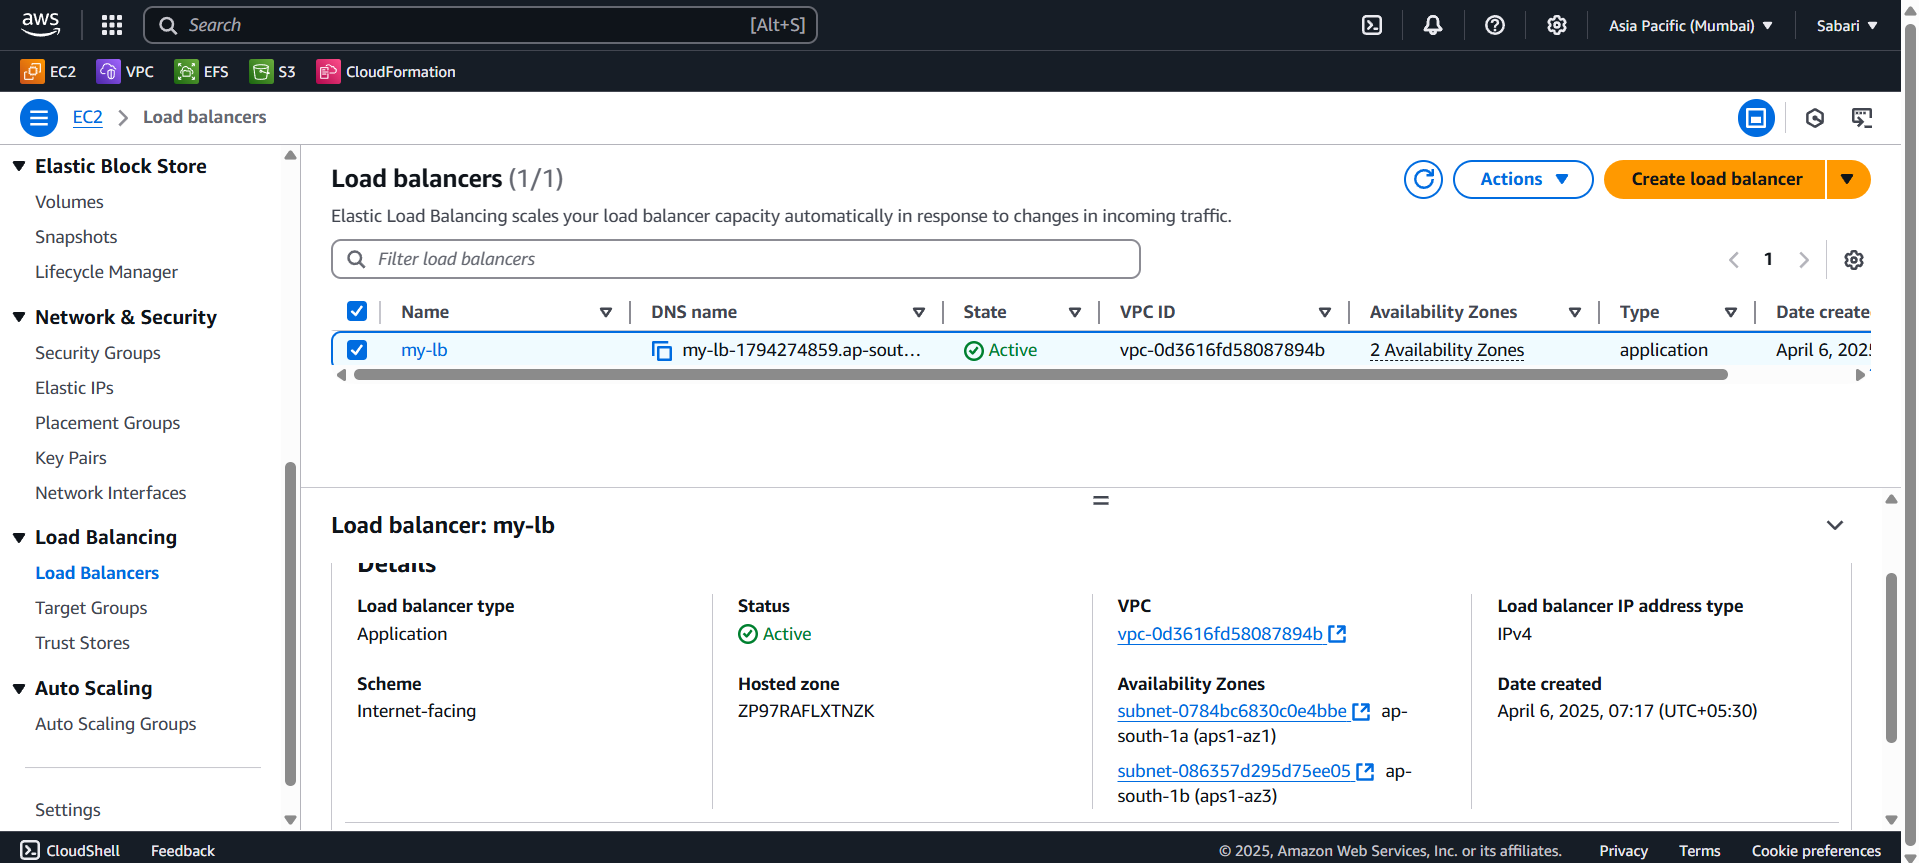 aws
Search [Alt+S] Asia Pacific (Mumbai) Sabari
EC2 VPC EFS S3 CloudFormation
EC2 Load balancers
Elastic Block Store
Volumes
Snapshots
Lifecycle Manager
Network & Security
Security Groups
Elastic IPs
Placement Groups
Key Pairs
Network Interfaces
Load Balancing
Load Balancers
Target Groups
Trust Stores
Auto Scaling
Auto Scaling Groups
Settings
Load balancers (1/1)
Actions
Create load balancer
Elastic Load Balancing scales your load balancer capacity automatically in response to changes in incoming traffic.
Filter load balancers
1
Name DNS name State VPC ID Availability Zones Type Date create
my-lb my-lb-1794274859.ap-sout... Active vpc-0d3616fd58087894b 2 Availability Zones application April 6, 2025
Load balancer: my-lb
Details
Load balancer type
Application
Scheme
Internet-facing
Status
Active
Hosted zone
ZP97RAFLXTNZK
VPC
vpc-0d3616fd58087894b
Availability Zones
subnet-0784bc6830c0e4bbe ap-
south-1a (aps1-az1)
subnet-086357d295d75ee05 ap-
south-1b (aps1-az3)
Load balancer IP address type
IPv4
Date created
April 6, 2025, 07:17 (UTC+05:30)
CloudShell Feedback © 2025, Amazon Web Services, Inc. or its affiliates. Privacy Terms Cookie preferences